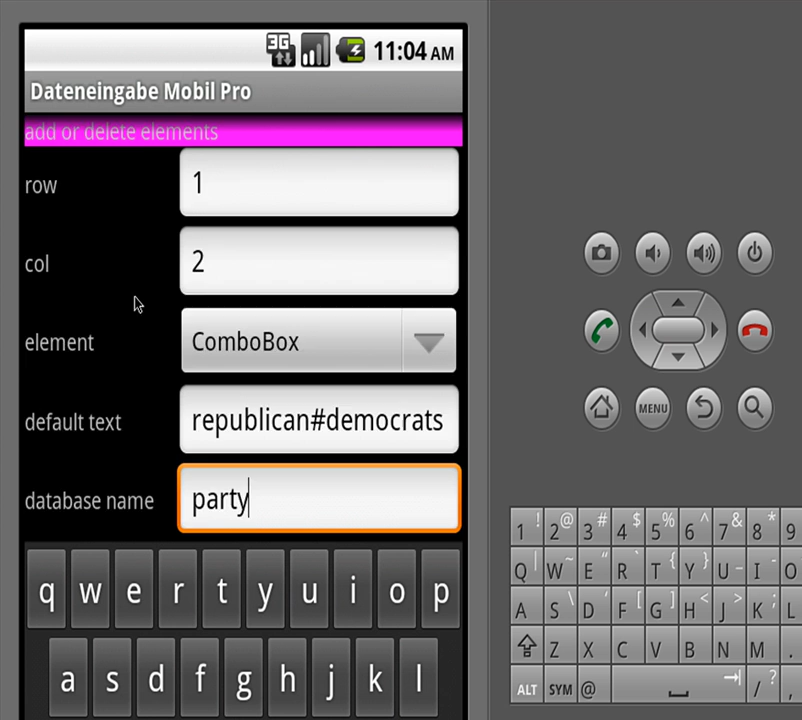 3G 11:04 AM
Dateneingabe Mobil Pro
add or delete elements
row 1
col 2
element ComboBox
default text republican#democrats
database name party
q w e r t y u i o p
a s d f g h j k l
MENU
1 ! 2 @ 3 # 4 $ 5 % 6 ^ 7 & 8 * 9
Q | W ~ E " R ` T { Y } U _ I - O
A S \ D ' F [ G ] H < J > K ; L
Z X C V B N M .
ALT SYM @ / ? ,